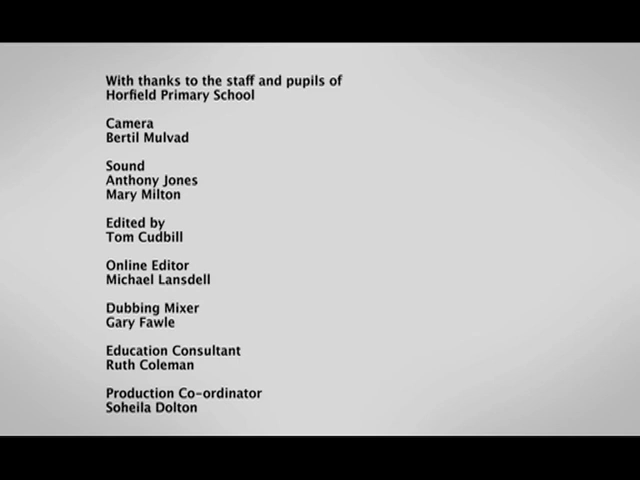 With thanks to the staff and pupils of
Horfield Primary School
Camera
Bertil Mulvad
Sound
Anthony Jones
Mary Milton
Edited by
Tom Cudbill
Online Editor
Michael Lansdell
Dubbing Mixer
Gary Fawle
Education Consultant
Ruth Coleman
Production Co-ordinator
Soheila Dolton